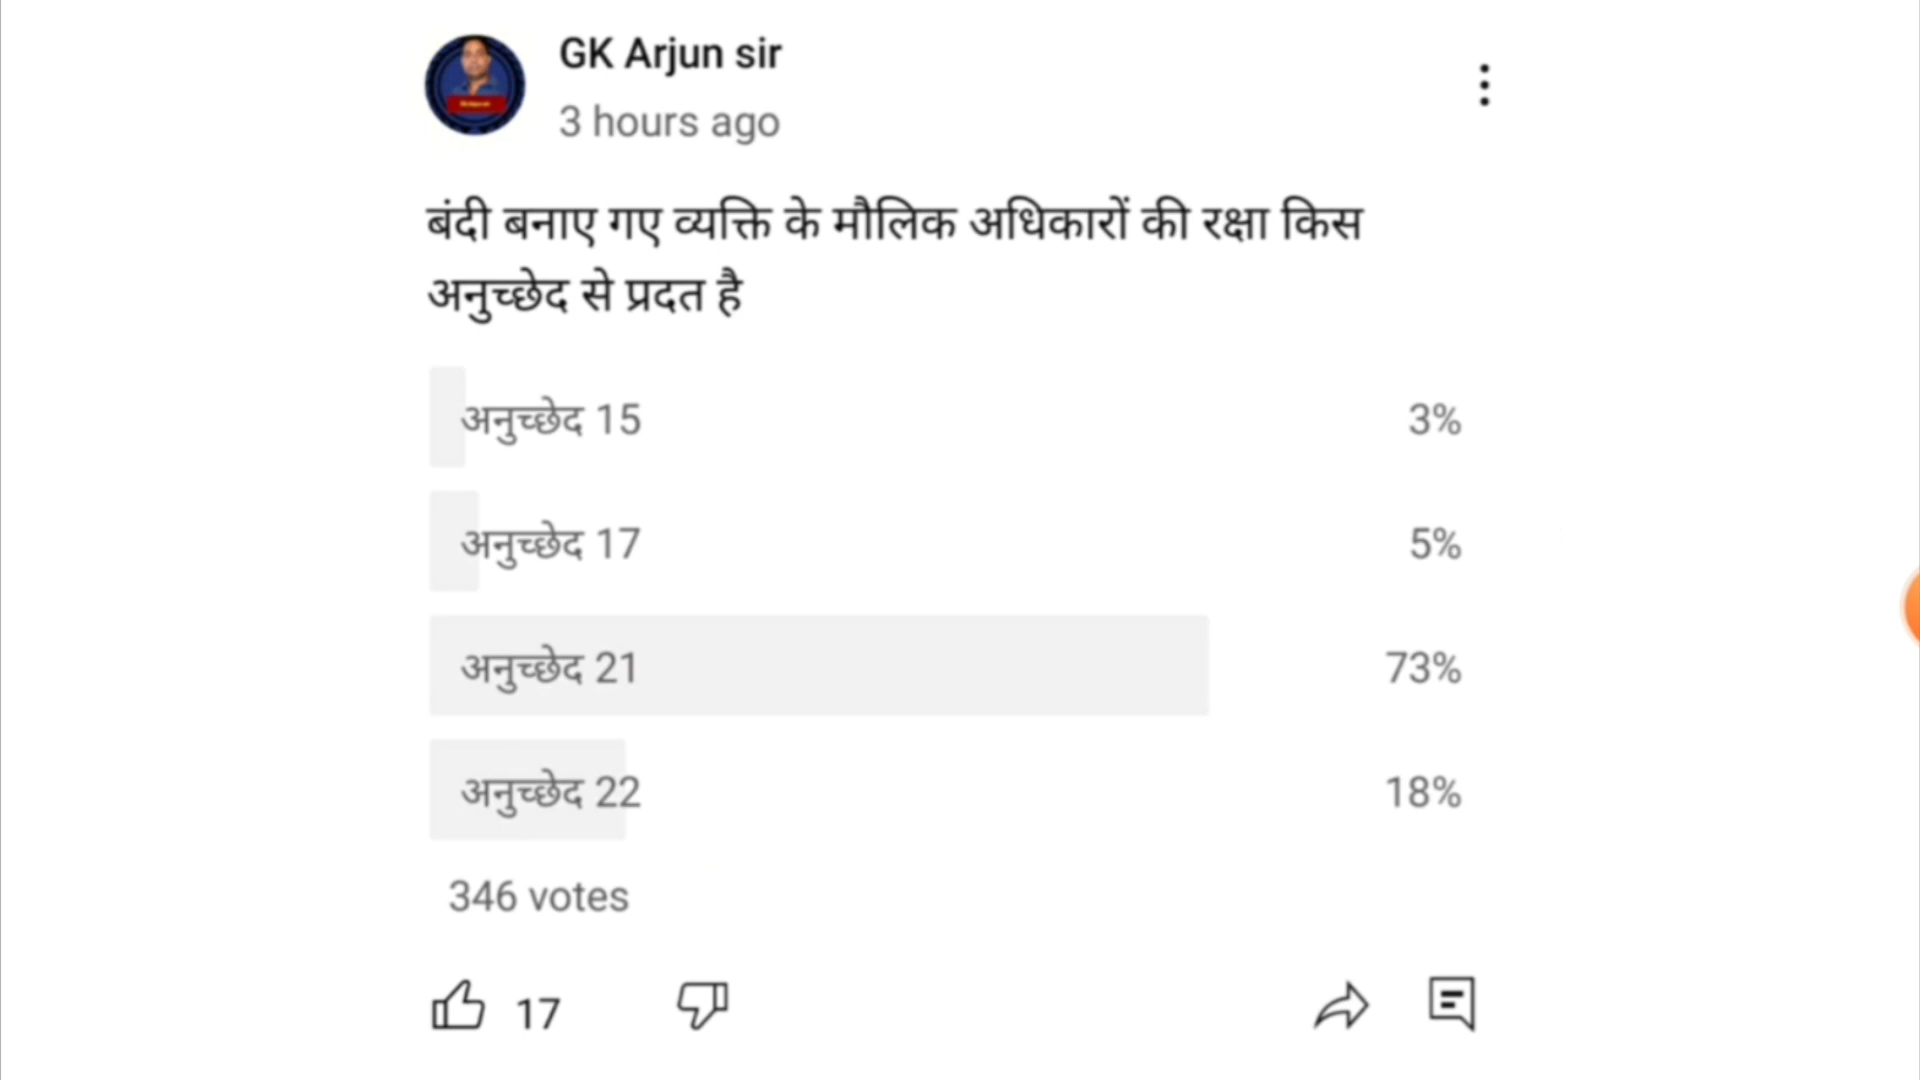 GK Arjun sir
3 hours ago
बंदी बनाए गए व्यक्ति के मौलिक अधिकारों की रक्षा किस
अनुच्छेद से प्रदत है
अनुच्छेद 15 3%
अनुच्छेद 17 5%
अनुच्छेद 21 73%
अनुच्छेद 22 18%
346 votes
17